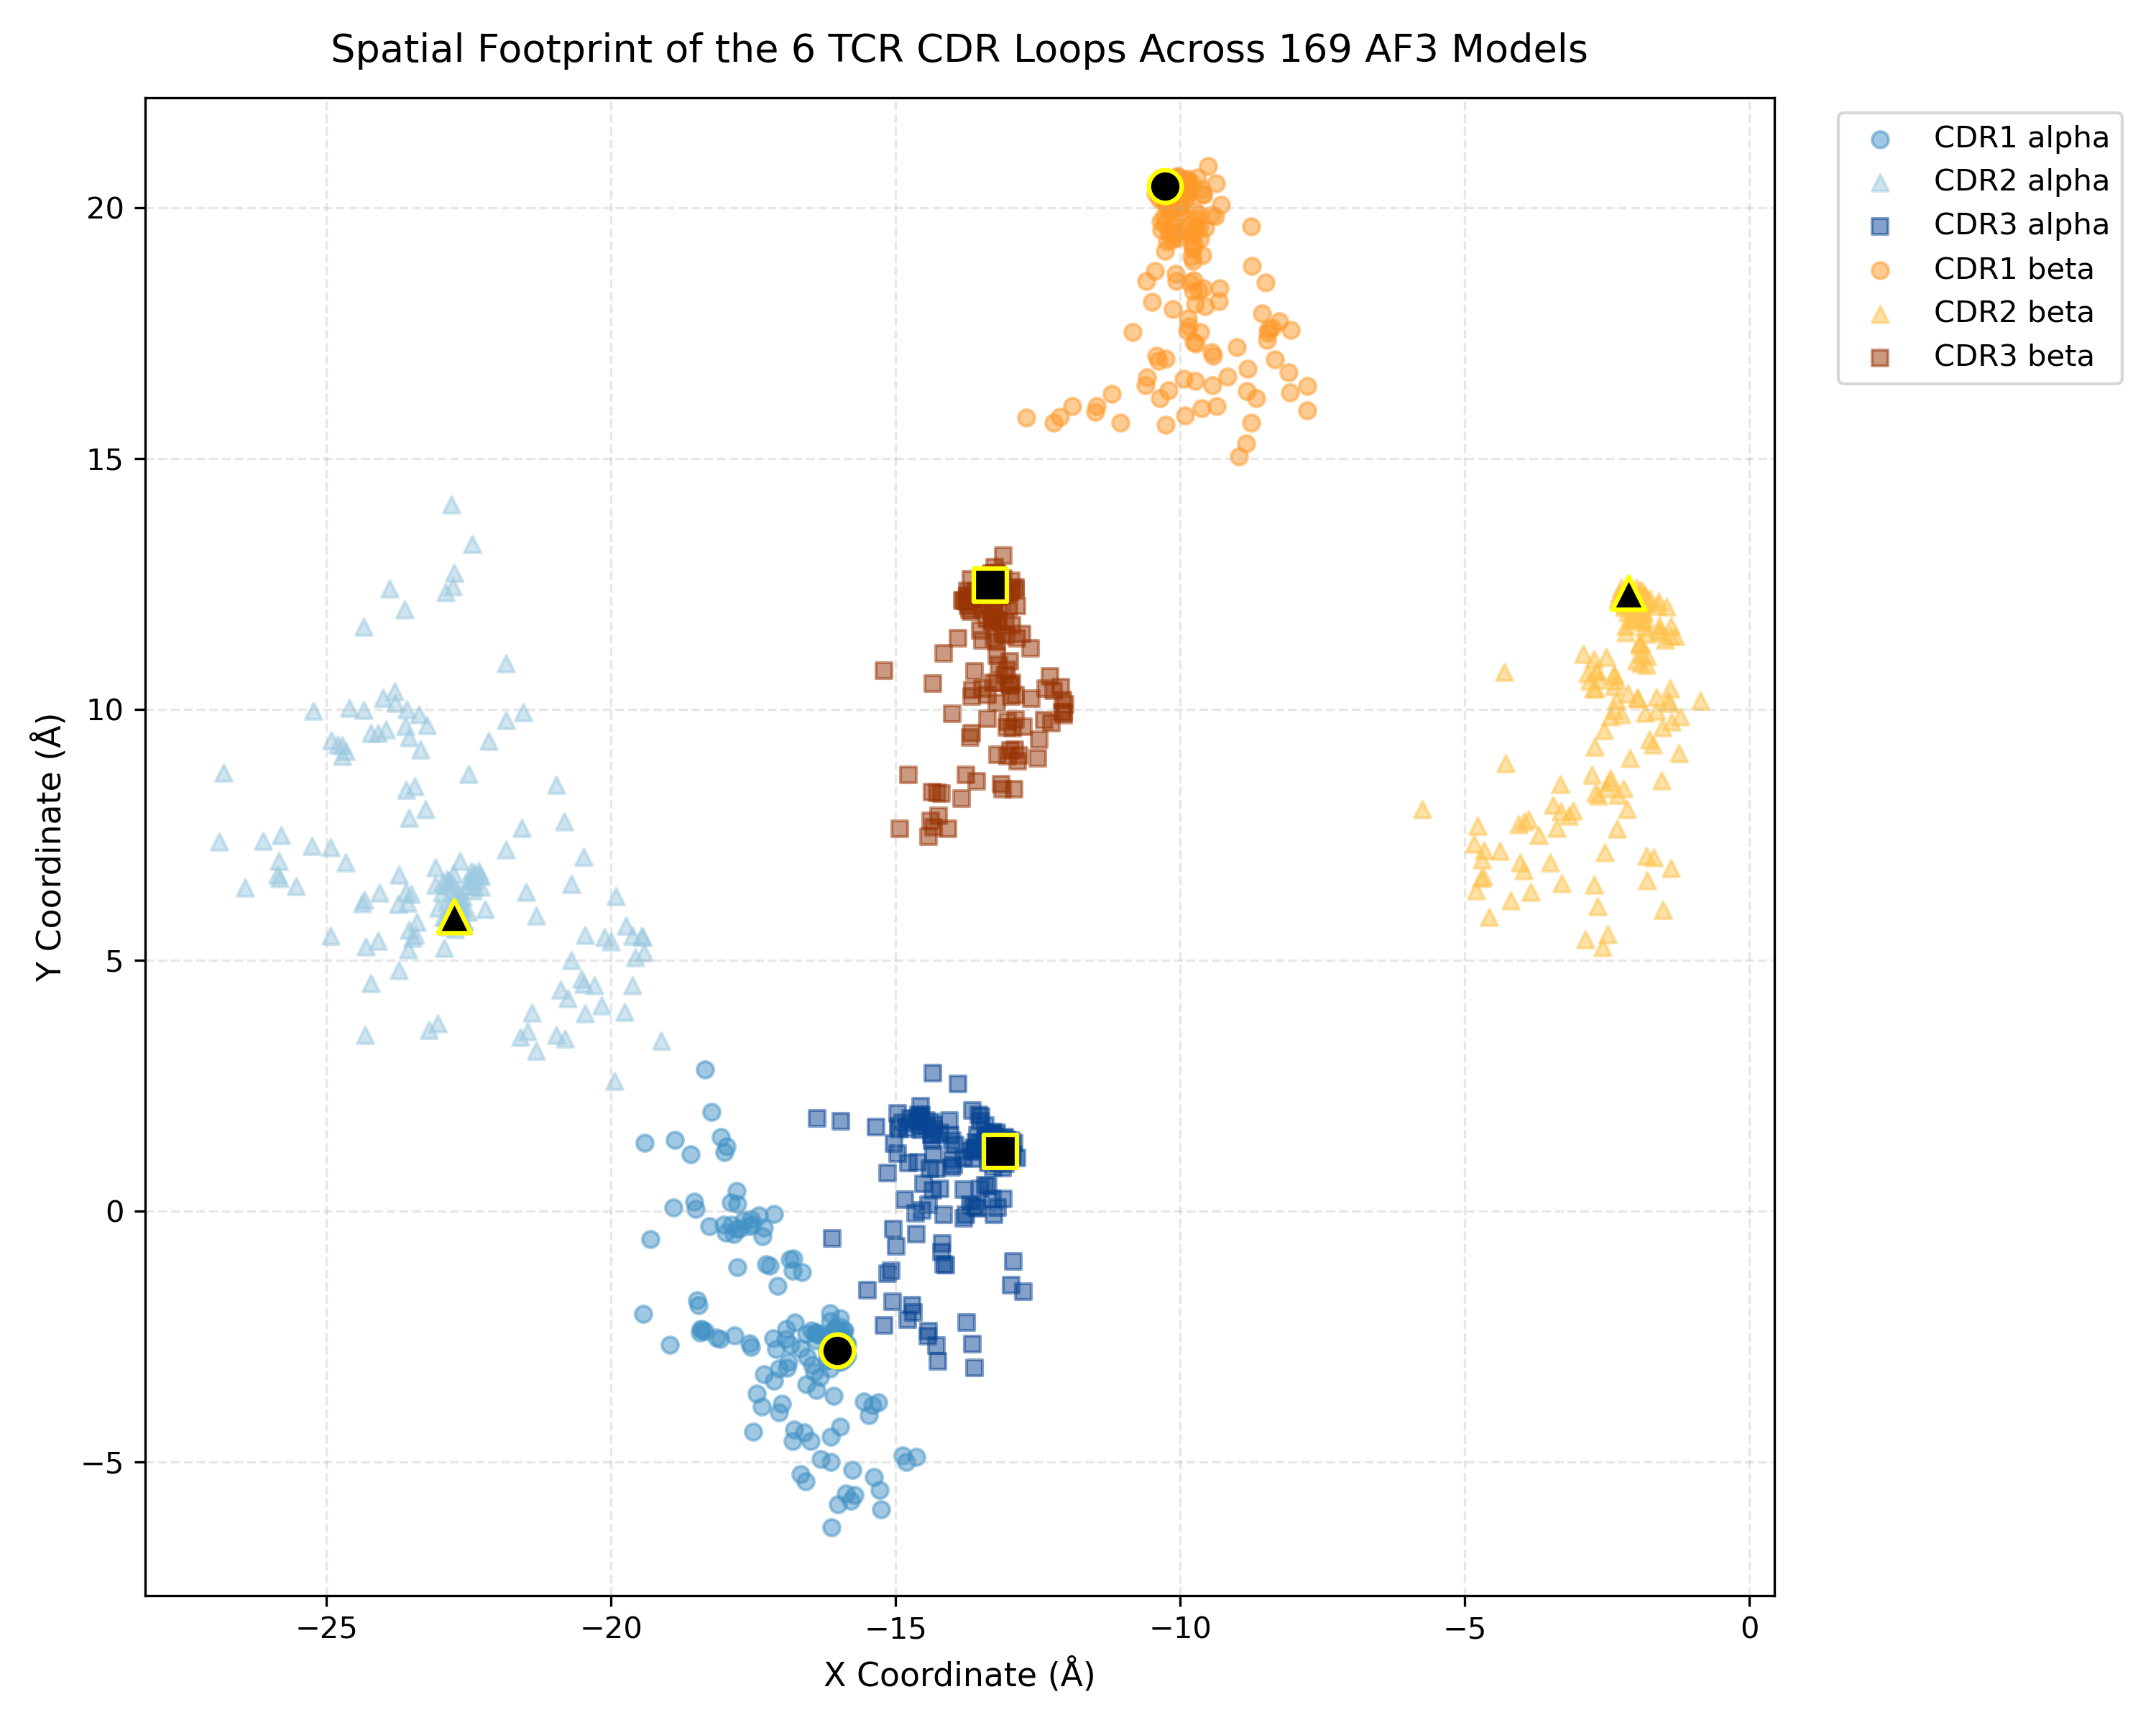 Spatial Footprint of the 6 TCR CDR Loops Across 169 AF3 Models
CDR1 alpha
CDR2 alpha
CDR3 alpha
CDR1 beta
CDR2 beta
CDR3 beta
Y Coordinate (Å)
20
15
10
5
0
−5
−25
−20
−15
−10
−5
0
X Coordinate (Å)